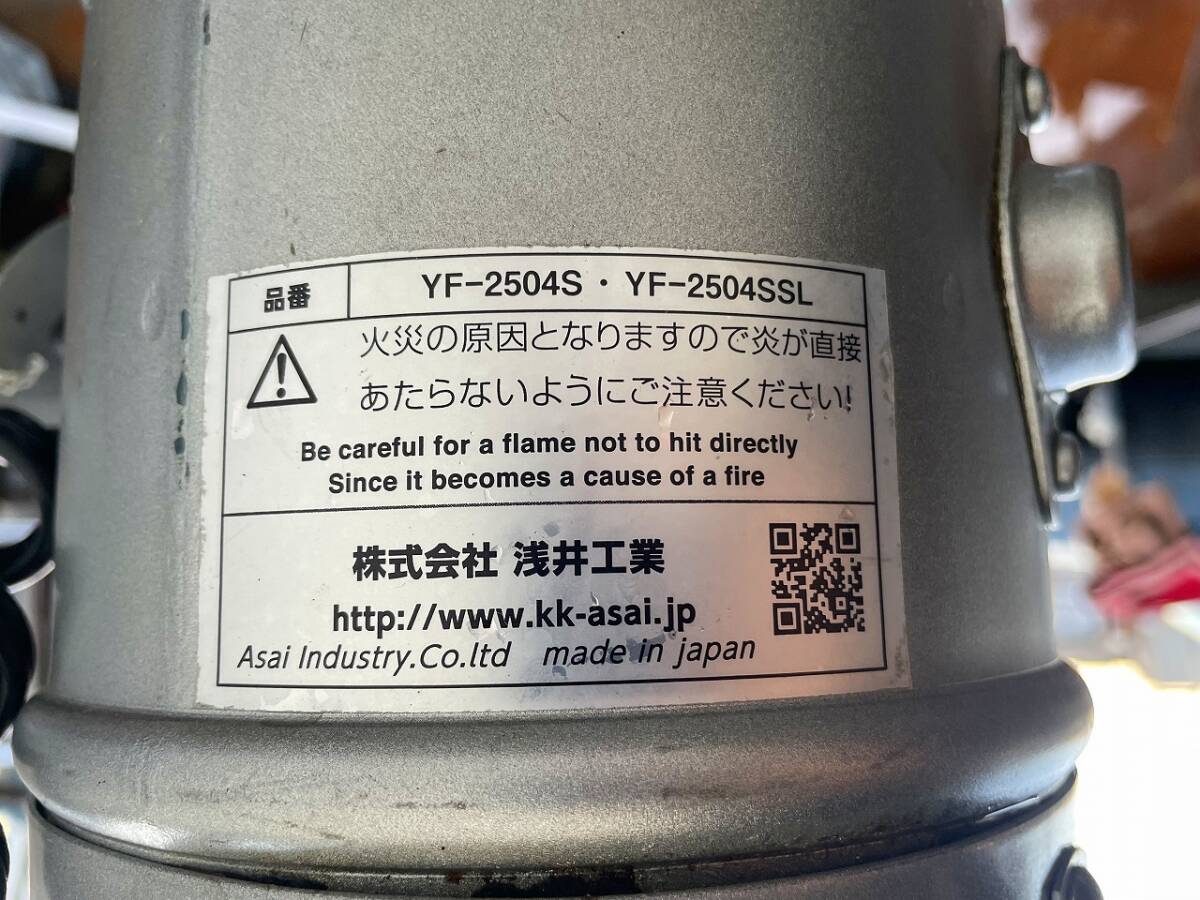 品番 YF-2504S・YF-2504SSL
火災の原因となりますので炎が直接
あたらないようにご注意ください!
Be careful for a flame not to hit directly
Since it becomes a cause of a fire
株式会社 浅井工業
http://www.kk-asai.jp
Asai Industry.Co.ltd made in japan